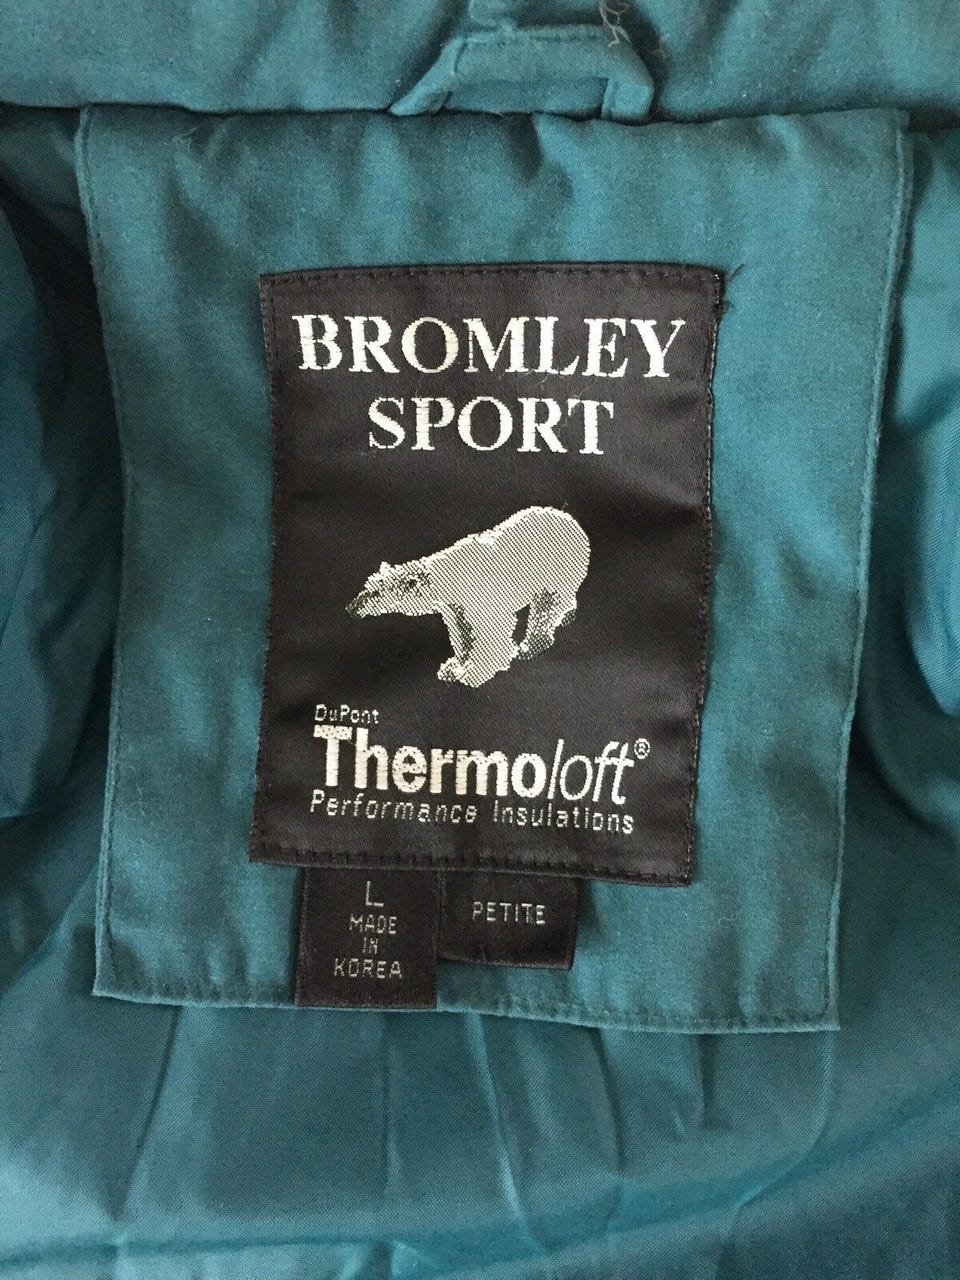 BROMLEY
SPORT
DuPont
Thermoloft®
Performance Insulations
L
MADE
IN
KOREA
PETITE